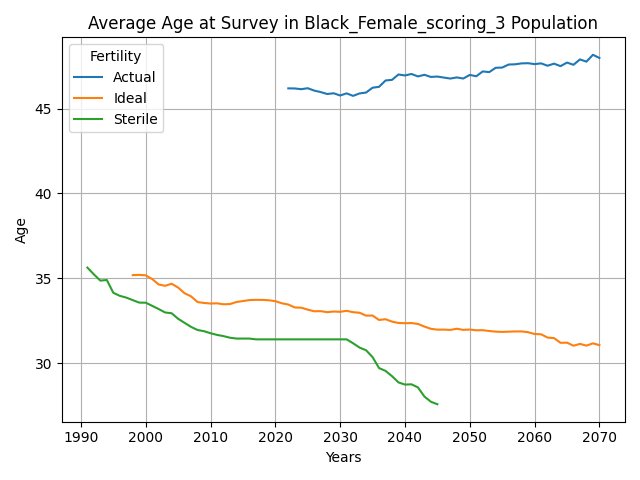 Average Age at Survey in Black_Female_scoring_3 Population
Fertility
Actual
Ideal
Sterile
Age
45
40
35
30
1990 2000 2010 2020 2030 2040 2050 2060 2070
Years